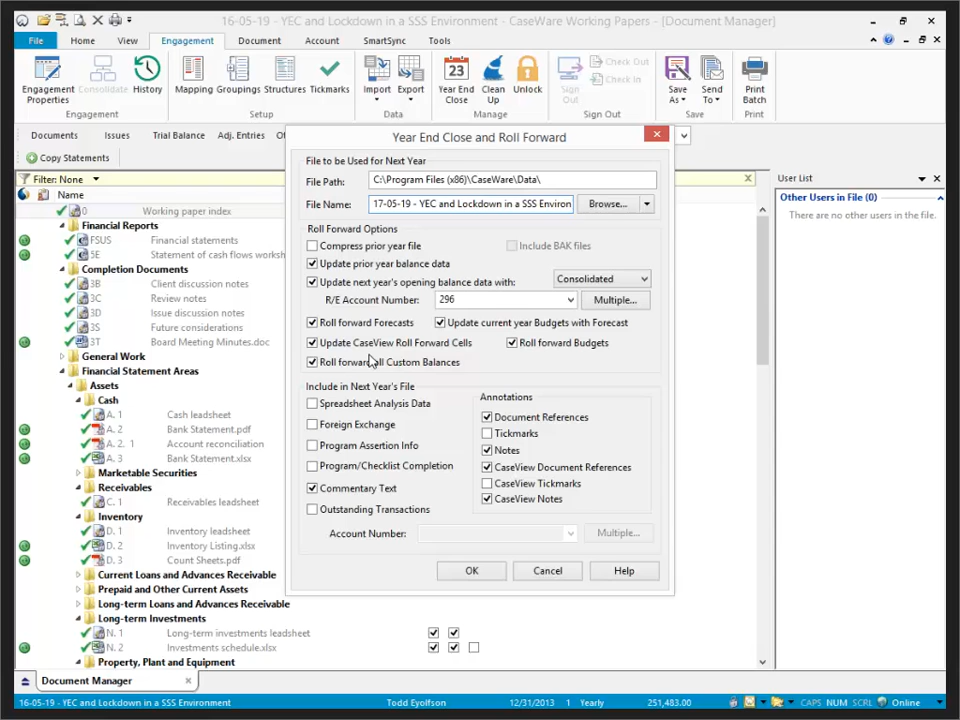 16-05-19 - YEC and Lockdown in a SSS Environment - CaseWare Working Papers - [Document Manager]
File Home View Engagement Document Account SmartSync Tools
Engagement Properties Consolidate History Mapping Groupings Structures Tickmarks Import Export Year End Close Clean Up Unlock Sign Out Check Out Check In Save As Send To Print Batch
Engagement Setup Data Manage Sign Out Save Print
Documents Issues Trial Balance Adj. Entries
Copy Statements
Filter: None
Name
0 Working paper index
Financial Reports
FSUS Financial statements
5E Statement of cash flows workshe
Completion Documents
3B Client discussion notes
3C Review notes
3D Issue discussion
3S Future considerations
3T Board Meeting Minutes.doc
General Work
Financial Statement Areas
Assets
Cash
A. 1 Cash leadsheet
A. 2 Bank Statement.pdf
A. 2. 1 Account reconciliation
A. 3 Bank Statement.xlsx
Marketable Securities
Receivables
C. 1 Receivables leadsheet
Inventory
D. 1 Inventory leadsheet
D. 2 Inventory Listing.xlsx
D. 3 Count Sheets.pdf
Current Loans and Advances Receivable
Prepaid and Other Current Assets
Long-term Loans and Advances Receivable
Long-term Investments
N. 1 Long-term investments leadsheet
N. 2 Investments schedule.xlsx
Property, Plant and Equipment
Year End Close and Roll Forward
File to be Used for Next Year
File Path: C:\Program Files (x86)\CaseWare\Data\
File Name: 17-05-19 - YEC and Lockdown in a SSS Environ Browse...
Roll Forward Options
Compress prior year file Include BAK files
Update prior year balance data
Update next year's opening balance data with: Consolidated
R/E Account Number: 296 Multiple...
Roll forward Forecasts Update current year Budgets with Forecast
Update CaseView Roll Forward Cells Roll forward Budgets
Roll forward all Custom Balances
Include in Next Year's File
Spreadsheet Analysis Data
Foreign Exchange
Program Assertion Info
Program/Checklist Completion
Commentary Text
Outstanding Transactions
Account Number: Multiple...
Annotations
Document References
Tickmarks
Notes
CaseView Document References
CaseView Tickmarks
CaseView Notes
OK Cancel Help
User List
Other Users in File (0)
There are no other users in the file.
Document Manager
16-05-19 - YEC and Lockdown in a SSS Environment Todd Eyolfson 12/31/2013 1 Yearly 251,483.00 CAPS NUM SCRL Online